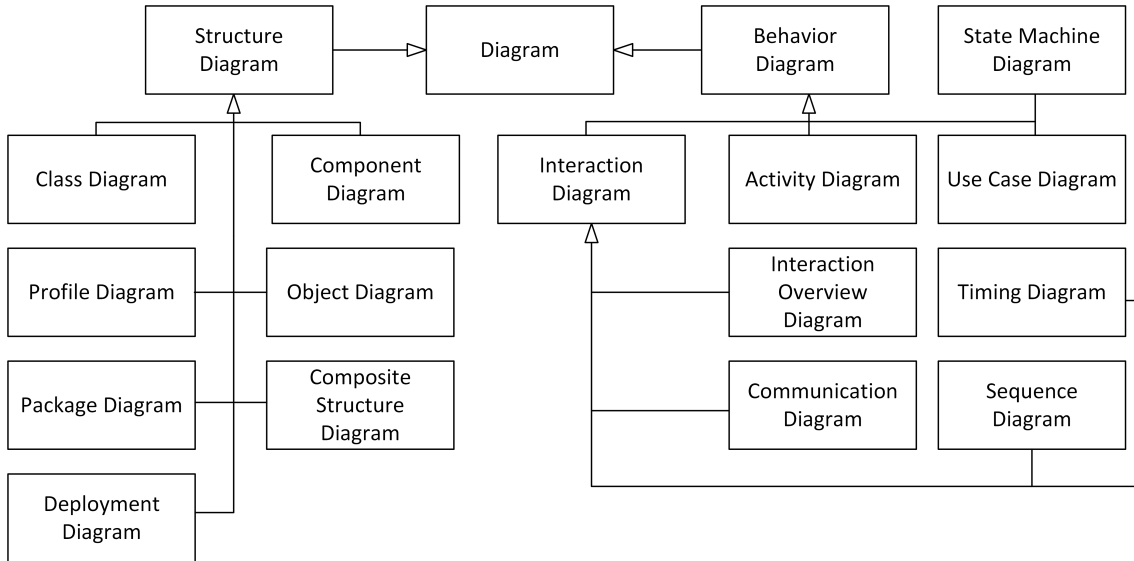 Structure
Diagram
Diagram
Behavior
Diagram
State Machine
Diagram
Class Diagram
Component
Diagram
Interaction
Diagram
Activity Diagram
Use Case Diagram
Profile Diagram
Object Diagram
Interaction
Overview
Diagram
Timing Diagram
Package Diagram
Composite
Structure
Diagram
Communication
Diagram
Sequence
Diagram
Deployment
Diagram